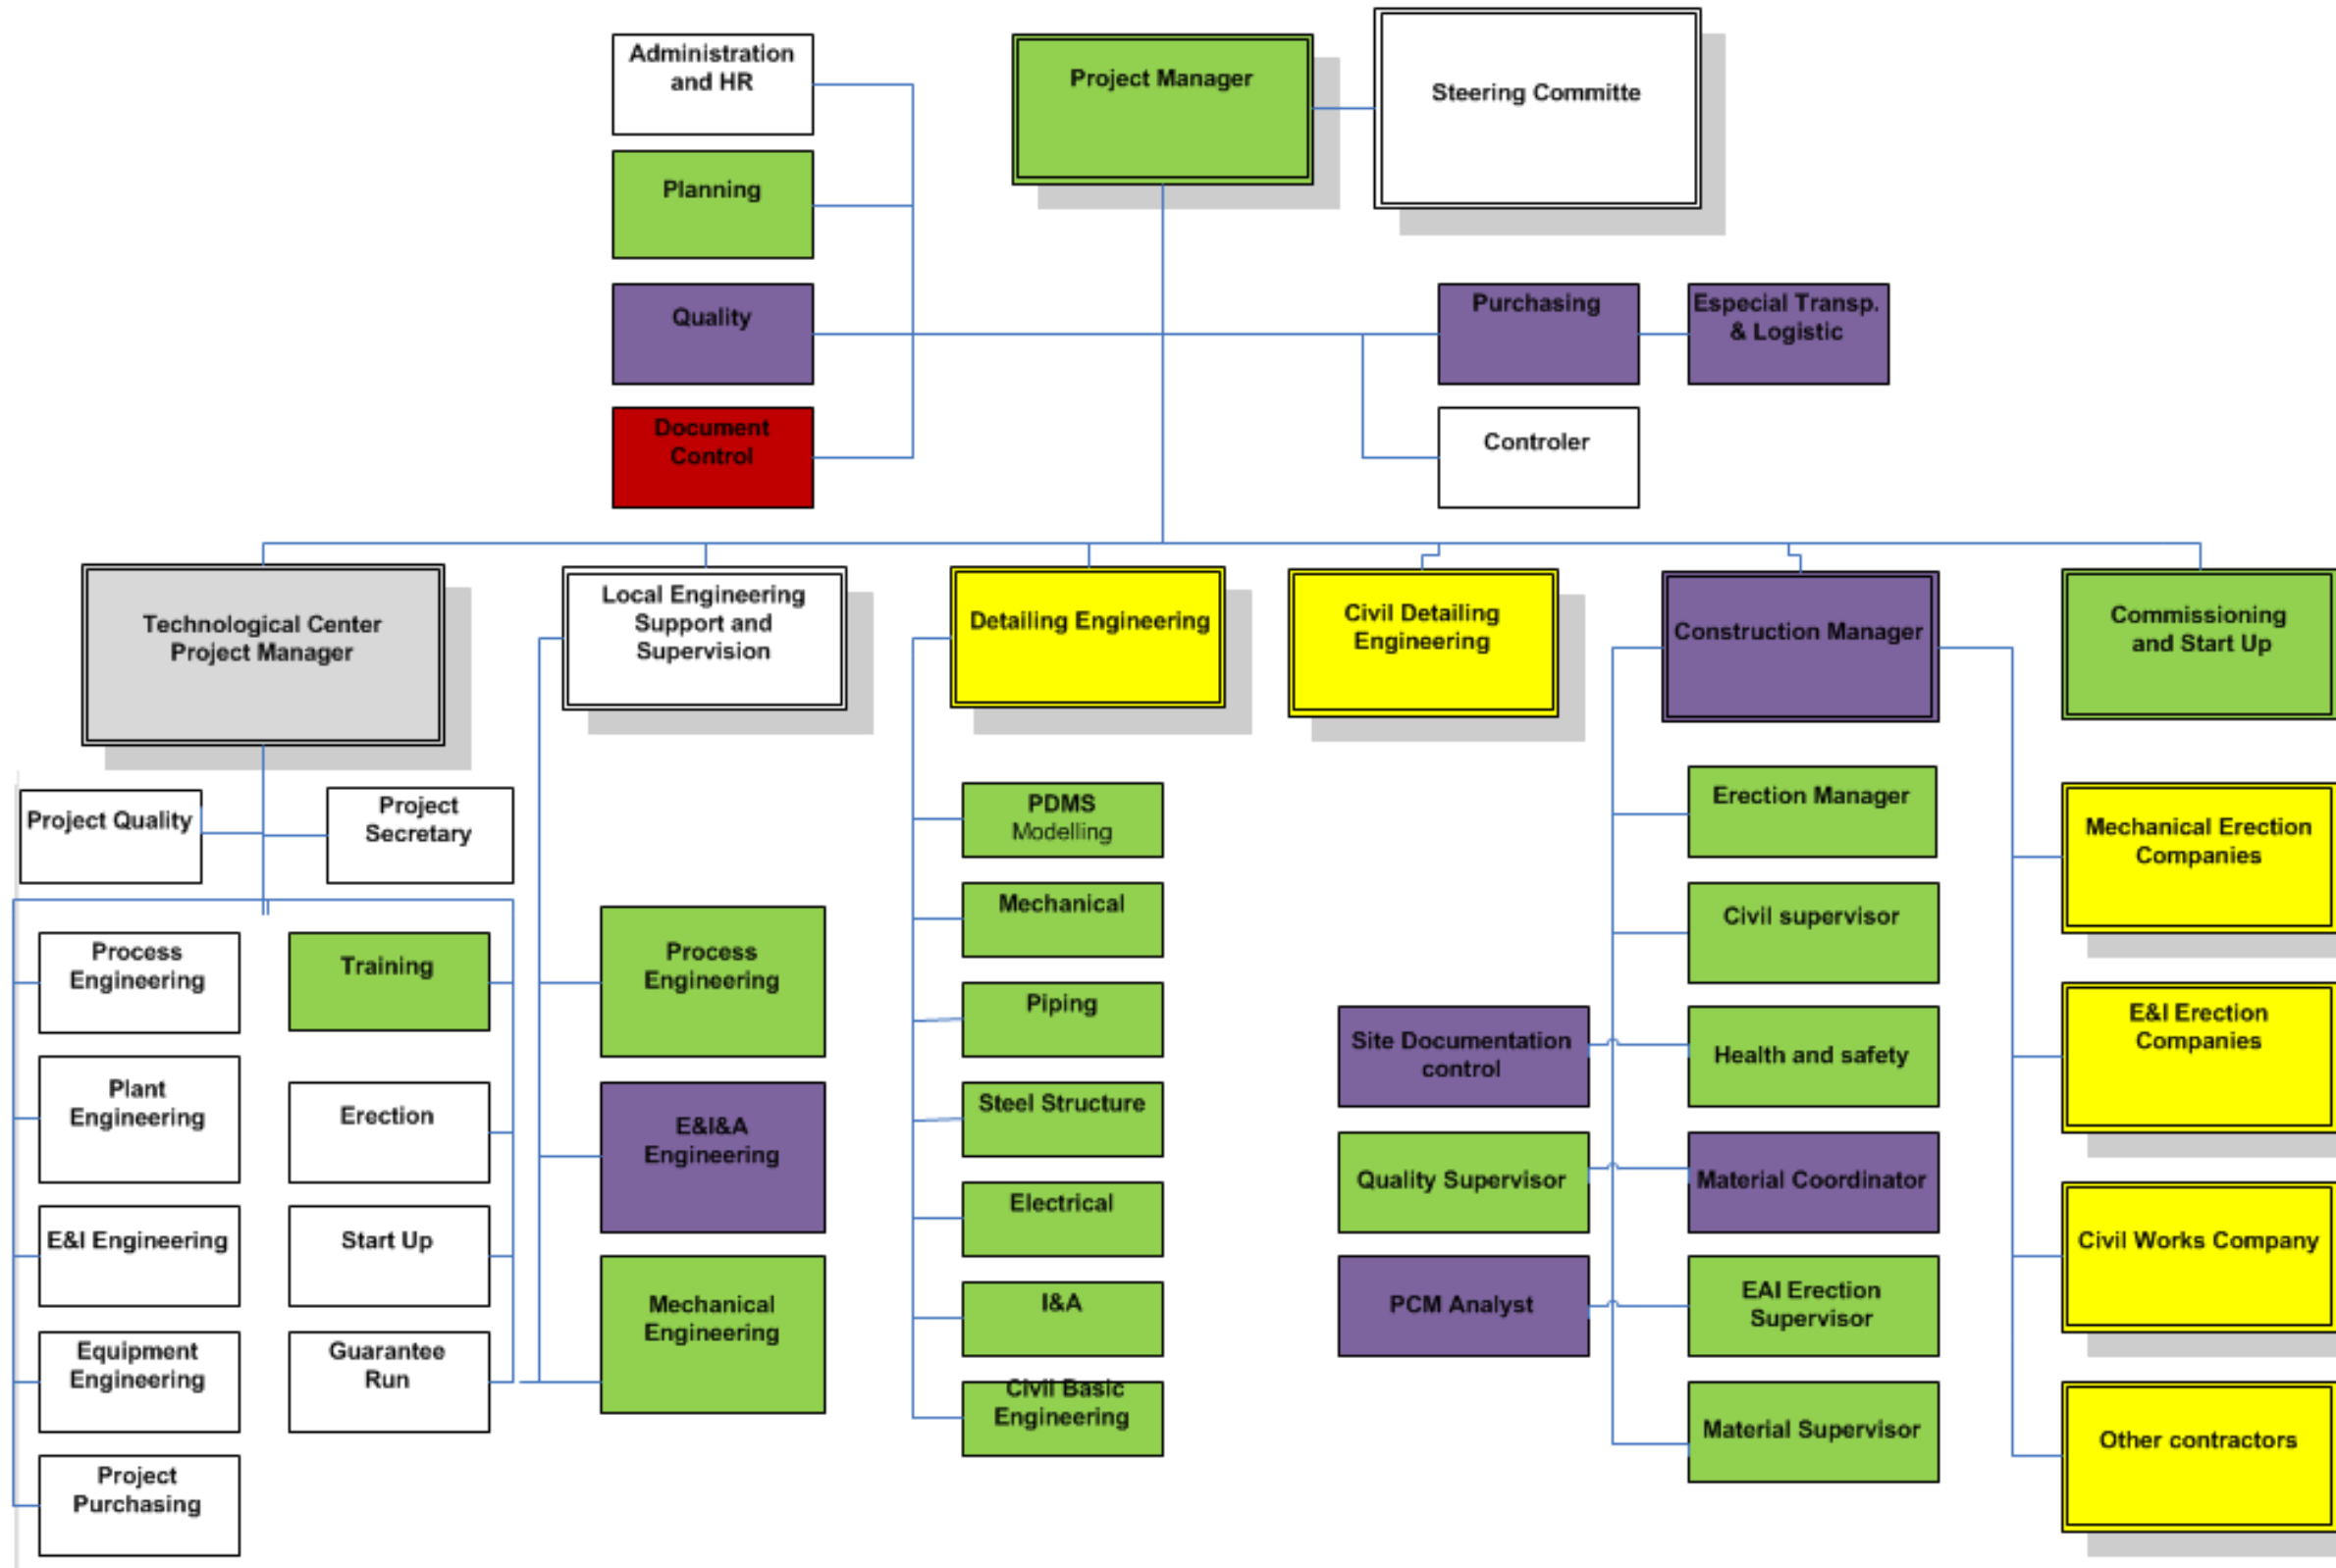 Administration
and HR
Project Manager
Steering Committe
Planning
Quality
Purchasing
Especial Transp.
& Logistic
Document
Control
Controler
Technological Center
Project Manager
Local Engineering
Support and
Supervision
Detailing Engineering
Civil Detailing
Engineering
Construction Manager
Commissioning
and Start Up
Project Quality
Project
Secretary
Process
Engineering
Training
Plant
Engineering
Erection
E&I Engineering
Start Up
Equipment
Engineering
Guarantee
Run
Project
Purchasing
Process
Engineering
E&I&A
Engineering
Mechanical
Engineering
PDMS
Modelling
Mechanical
Piping
Steel Structure
Electrical
I&A
Civil Basic
Engineering
Erection Manager
Civil supervisor
Site Documentation
control
Health and safety
Quality Supervisor
Material Coordinator
PCM Analyst
EAI Erection
Supervisor
Material Supervisor
Mechanical Erection
Companies
E&I Erection
Companies
Civil Works Company
Other contractors